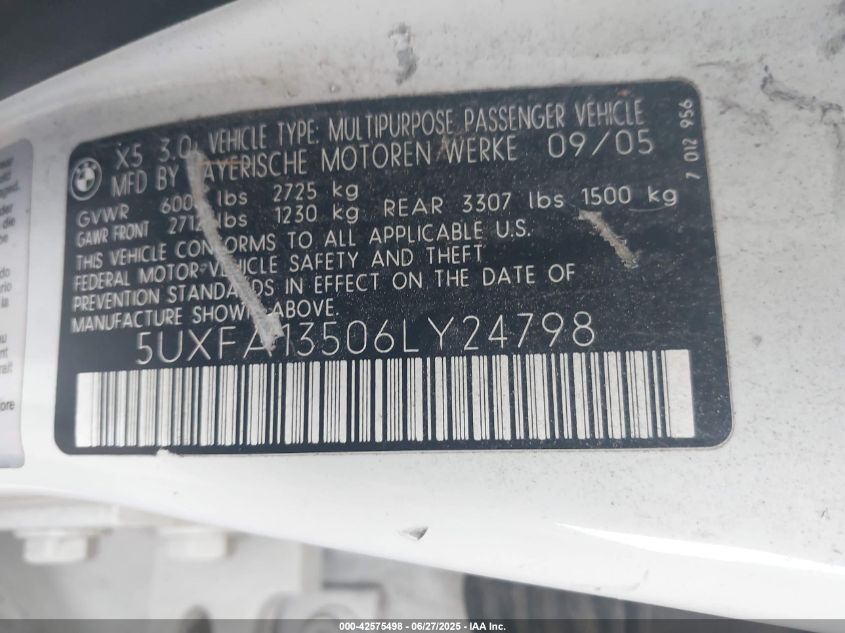 X5 3.0i VEHICLE TYPE: MULTIPURPOSE PASSENGER VEHICLE
MFD BY BAYERISCHE MOTOREN WERKE 09/05
GVWR lbs 2725 kg
GAWR FRONT 2712 lbs 1230 kg REAR 3307 lbs 1500 kg
THIS VEHICLE CONFORMS TO ALL APPLICABLE U.S.
FEDERAL MOTOR-VEHICLE SAFETY AND THEFT
PREVENTION STANDARDS IN EFFECT ON THE DATE OF
MANUFACTURE SHOWN ABOVE.
5UXFA13506LY24798
7 012 956
000-42575498 - 06/27/2025 - IAA Inc.